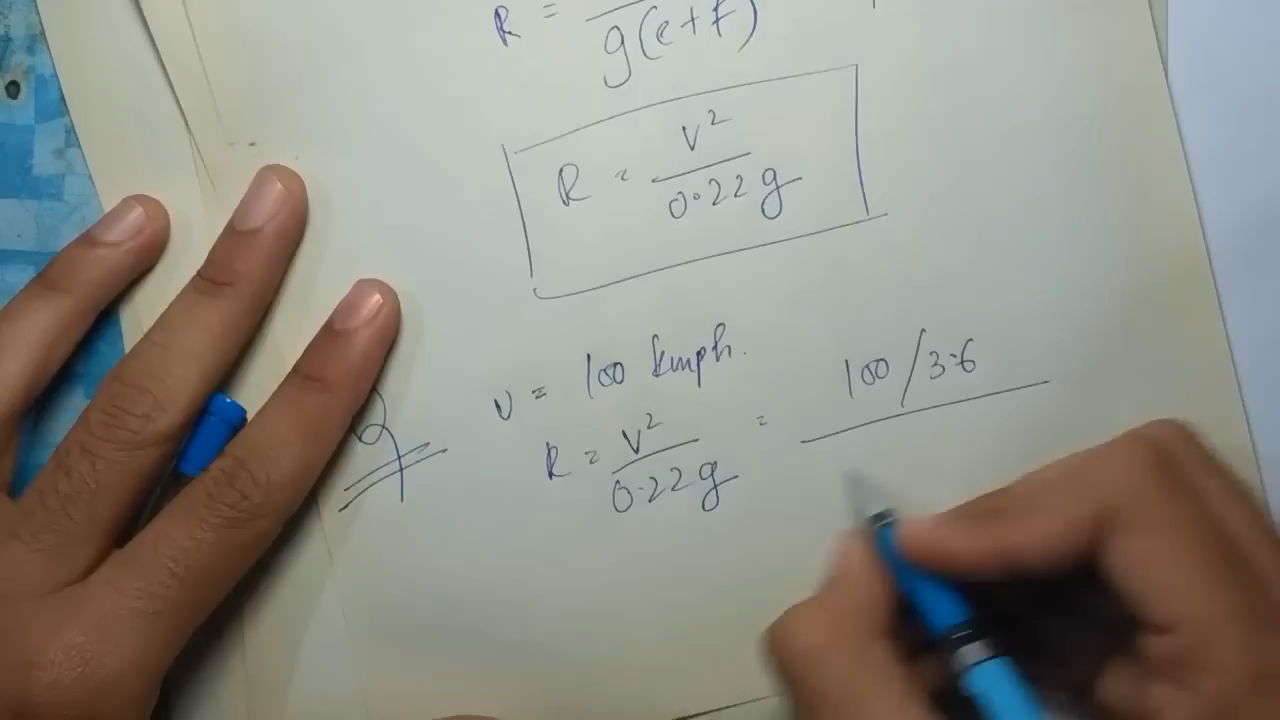 R = g(e+f)
R = V²/0.22g
v = 100 kmph.
R = V²/0.22g = 100/3.6